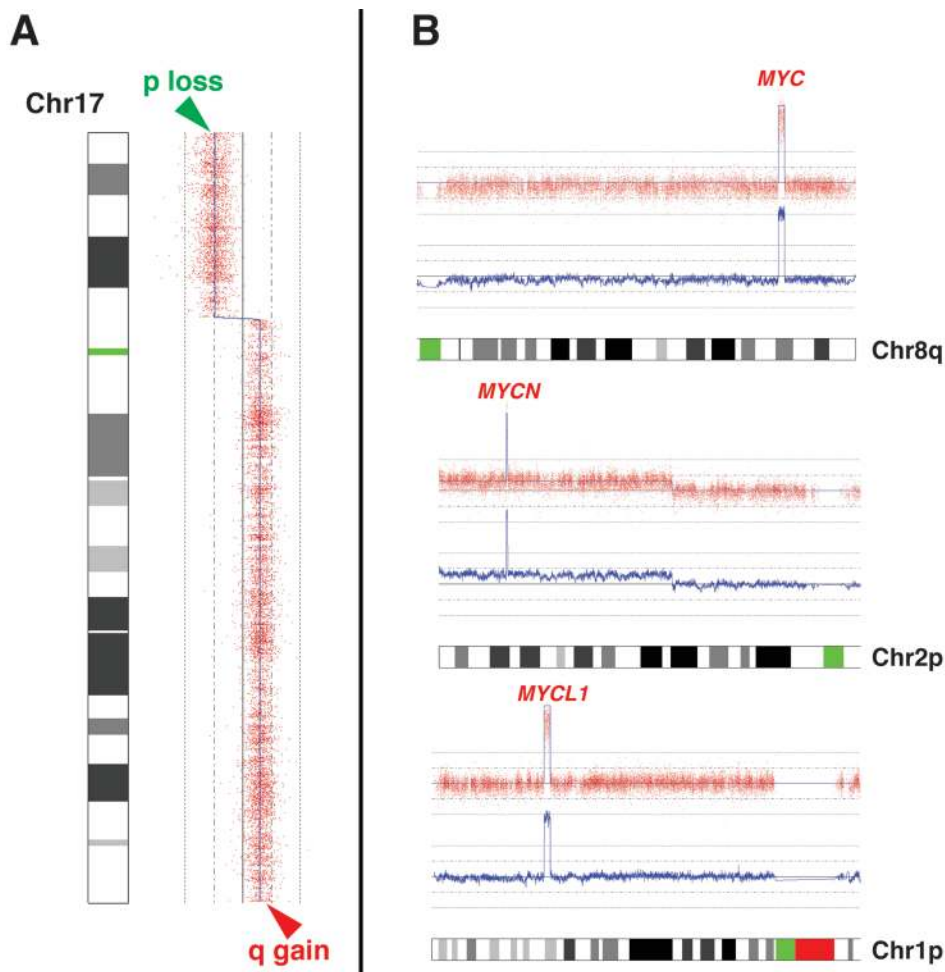 A
p loss
Chr17
q gain
B
MYC
Chr8q
MYCN
Chr2p
MYCL1
Chr1p